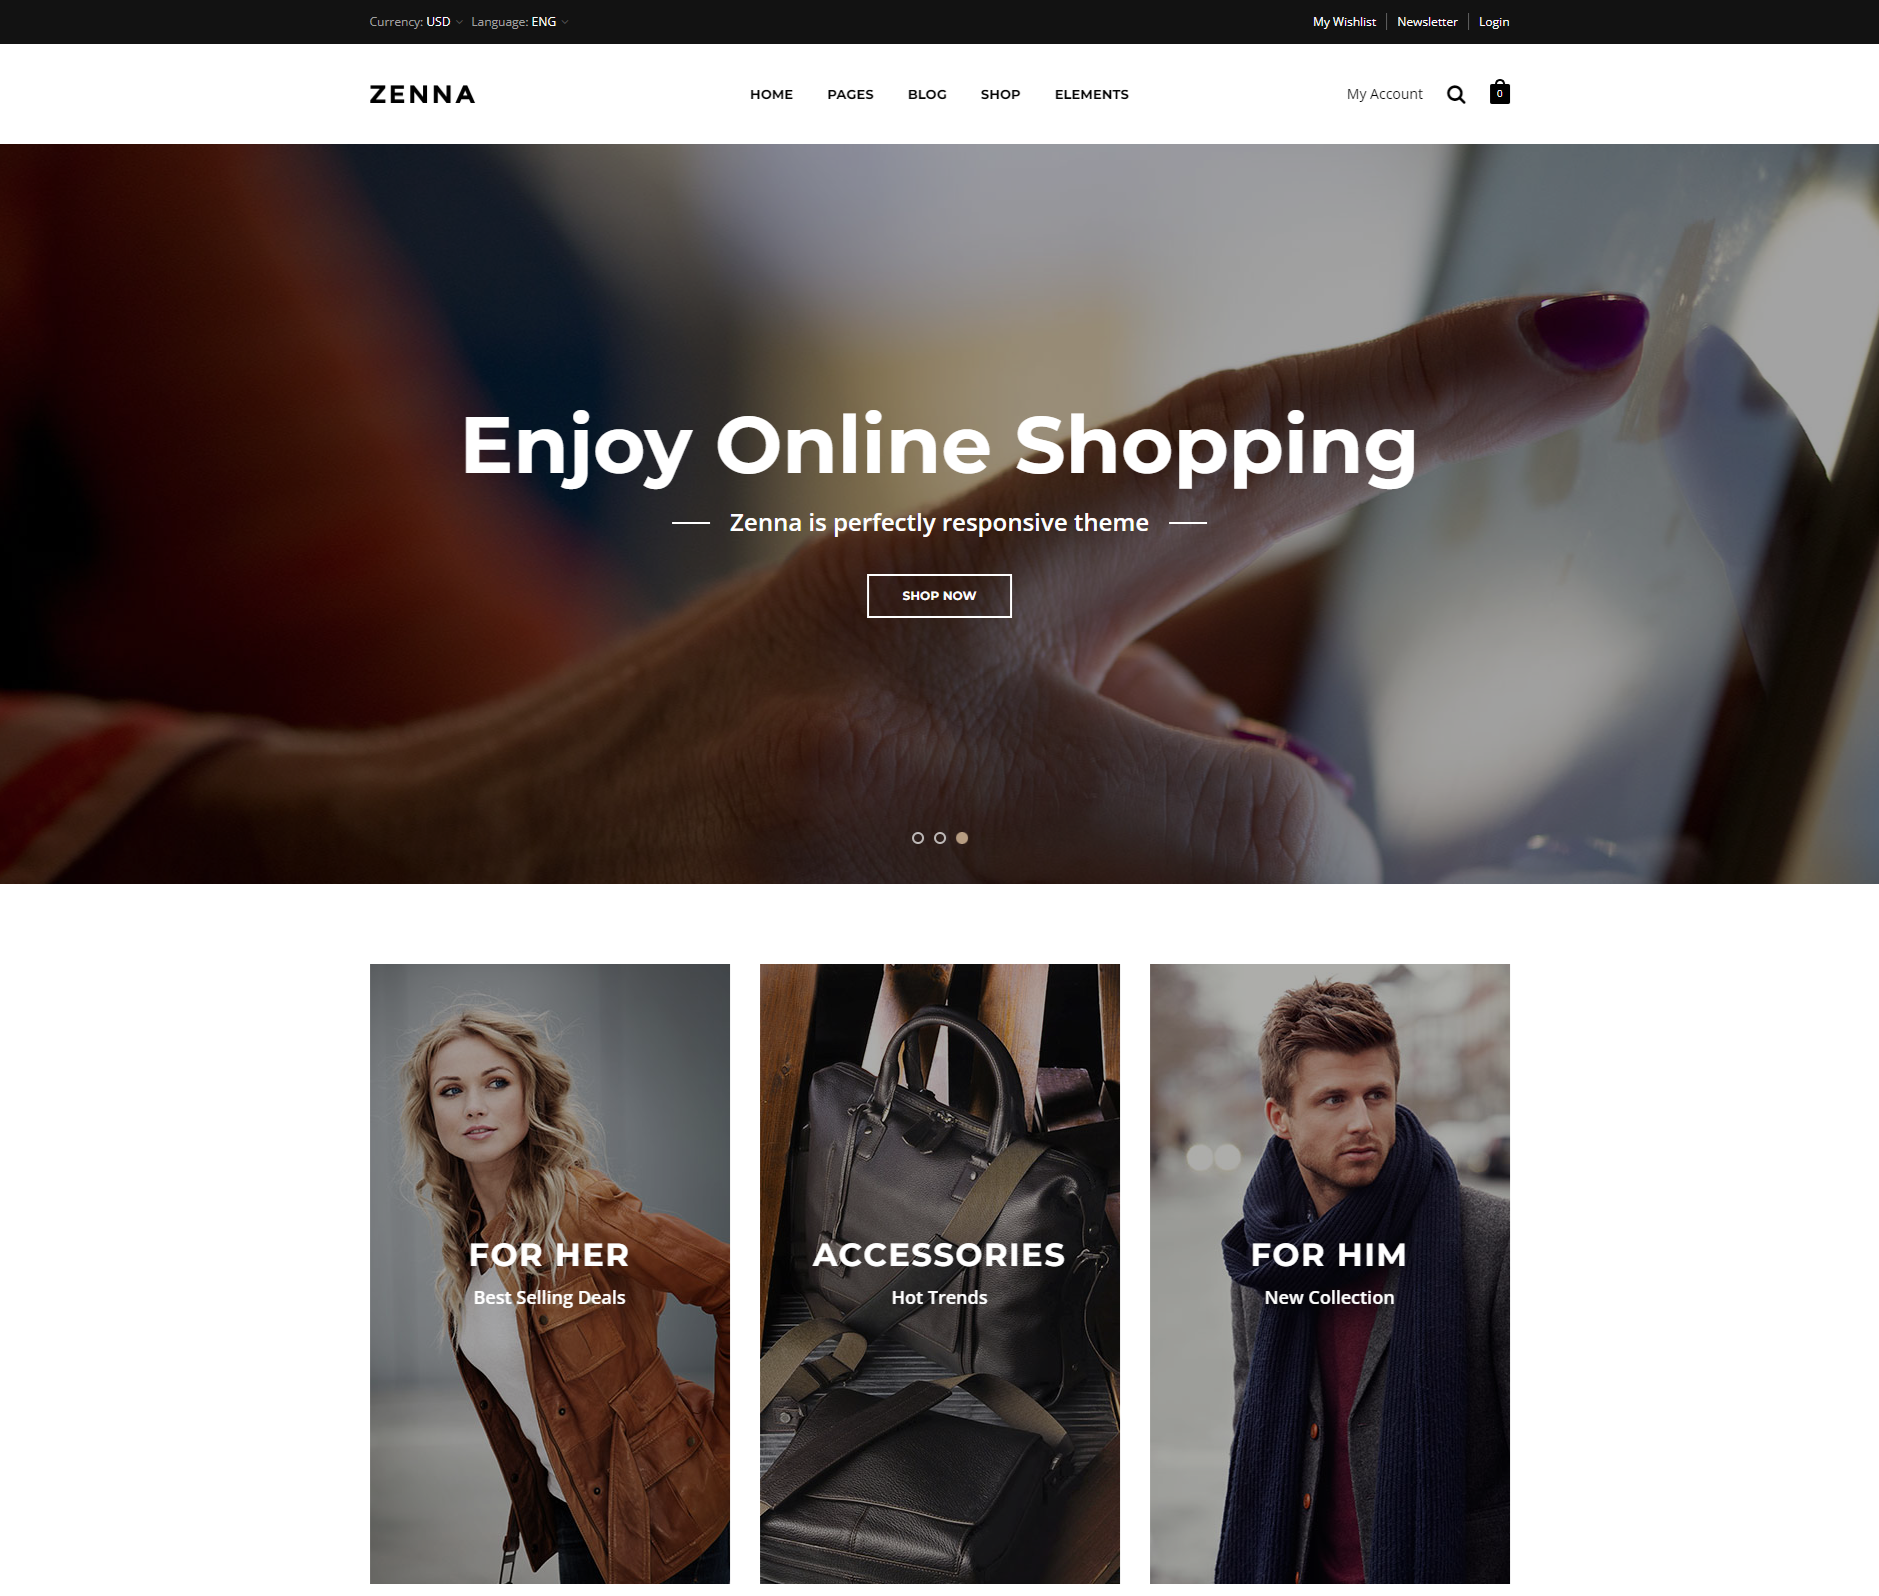 Currency: USD Language: ENG
My Wishlist Newsletter Login
ZENNA
HOME PAGES BLOG SHOP ELEMENTS
My Account 0
Enjoy Online Shopping
Zenna is perfectly responsive theme
SHOP NOW
FOR HER
Best Selling Deals
ACCESSORIES
Hot Trends
FOR HIM
New Collection